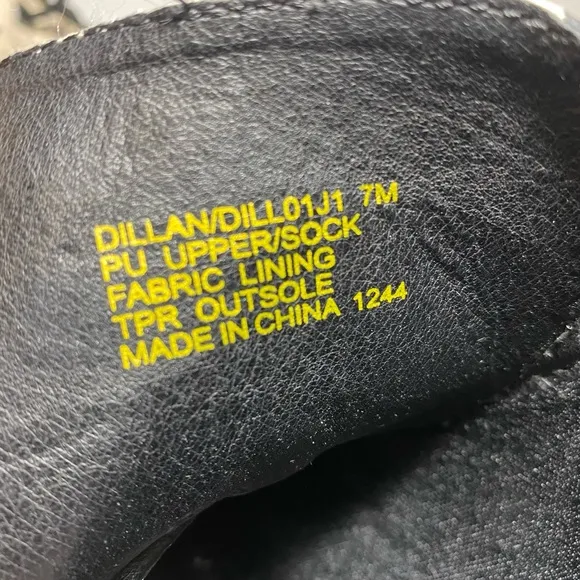 DILLAN/DILL01J1 7M
PU UPPER/SOCK
FABRIC LINING
TPR OUTSOLE
MADE IN CHINA 1244